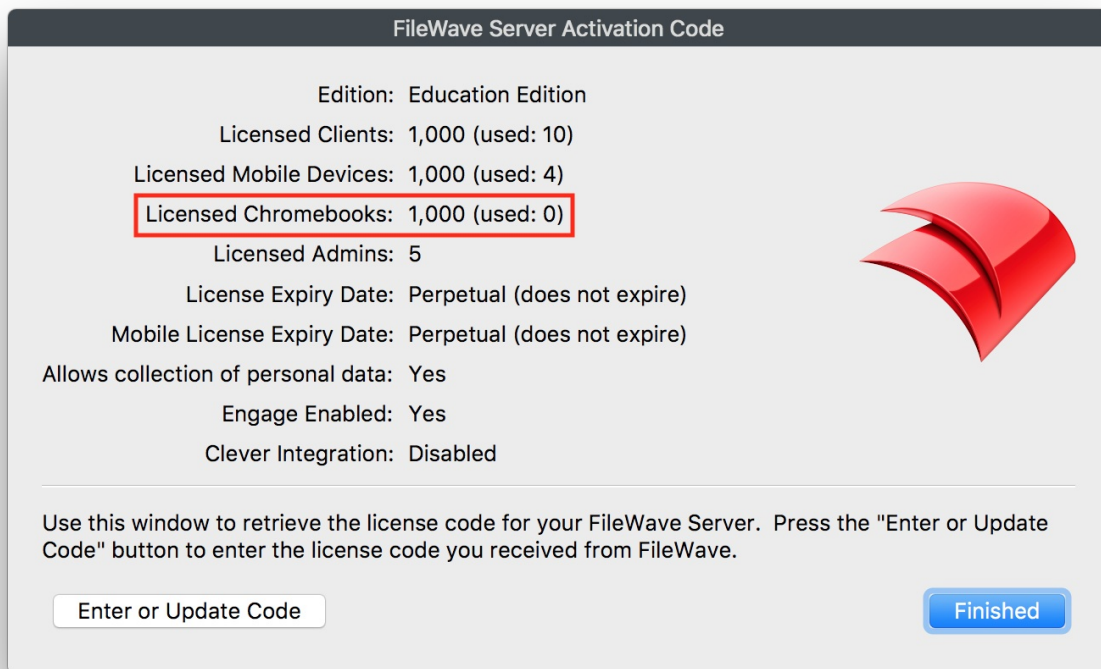 FileWave Server Activation Code
Edition: Education Edition
Licensed Clients: 1,000 (used: 10)
Licensed Mobile Devices: 1,000 (used: 4)
Licensed Chromebooks: 1,000 (used: 0)
Licensed Admins: 5
License Expiry Date: Perpetual (does not expire)
Mobile License Expiry Date: Perpetual (does not expire)
Allows collection of personal data: Yes
Engage Enabled: Yes
Clever Integration: Disabled
Use this window to retrieve the license code for your FileWave Server.  Press the "Enter or Update
Code" button to enter the license code you received from FileWave.
Enter or Update Code
Finished